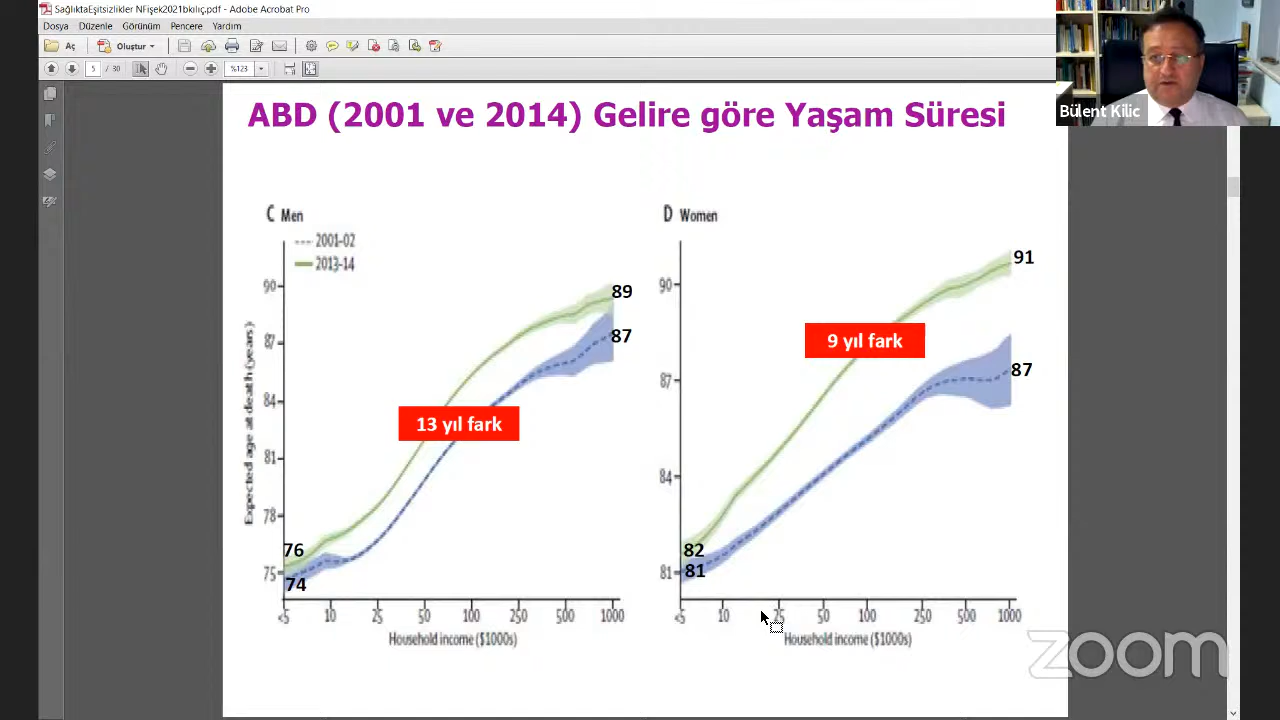 SağlıktaEşitsizlikler NFişek2021bkılıç.pdf - Adobe Acrobat Pro
Dosya Düzenle Görünüm Pencere Yardım
Aç Oluştur
5 / 30 %123
ABD (2001 ve 2014) Gelire göre Yaşam Süresi
Bülent Kilic
C Men
2001-02
2013-14
Expected age at death (years)
90
87
84
81
78
75
89
87
13 yıl fark
76
74
<5 10 25 50 100 250 500 1000
Household income ($1000s)
D Women
90
87
84
81
91
9 yıl fark
87
82
81
<5 10 25 50 100 250 500 1000
Household income ($1000s)
zoom